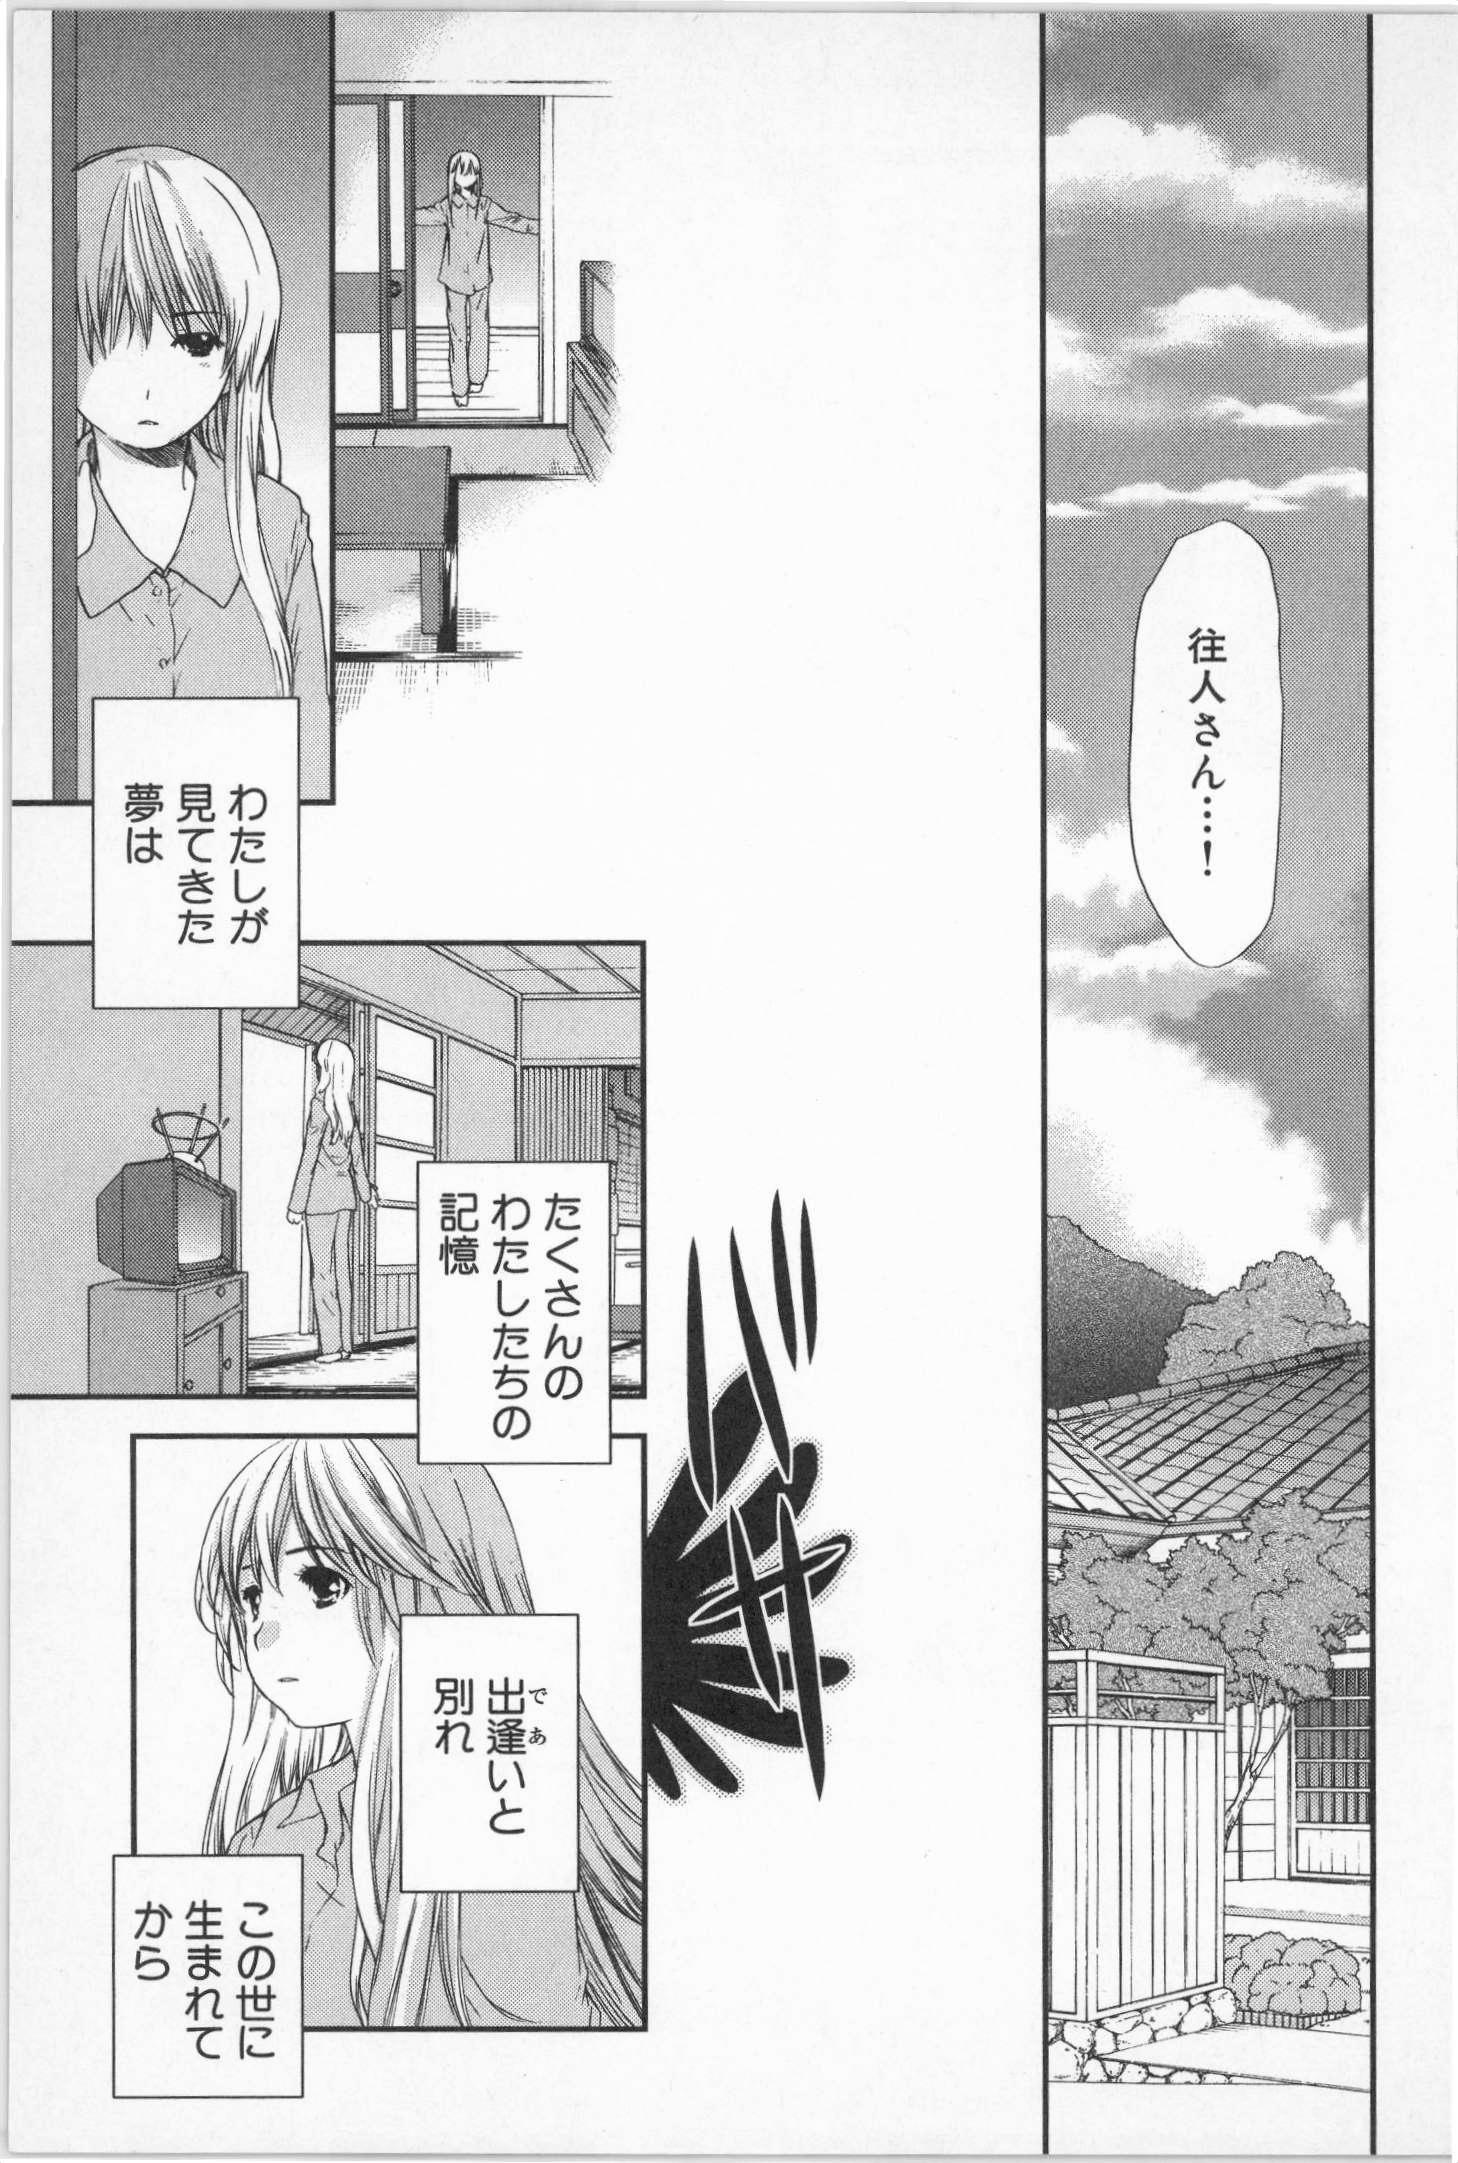 往人さん…！
わたしが
見てきた
夢は
たくさんの
わたしたちの
記憶
出逢いと
であ
別れ
この世に
生まれて
から